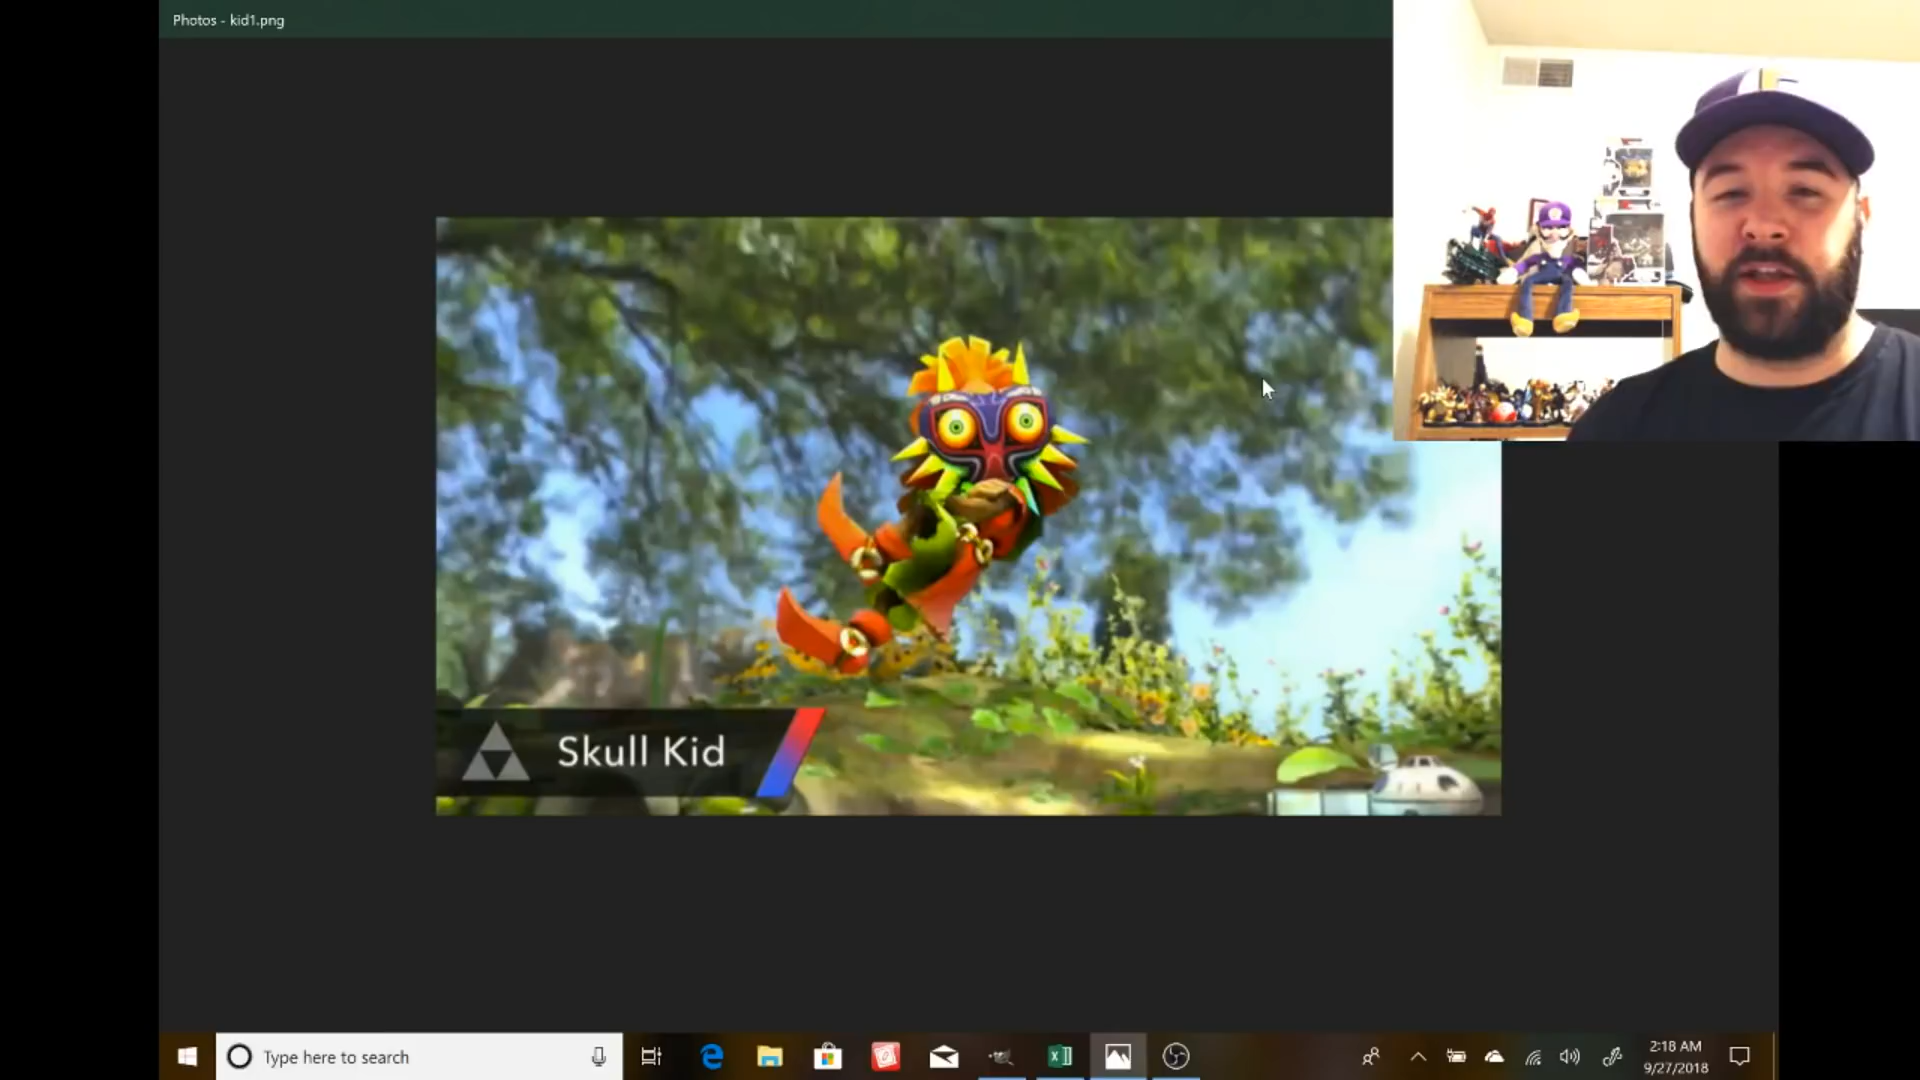 Photos - kid1.png
Skull Kid
Type here to search
2:18 AM
9/27/2018